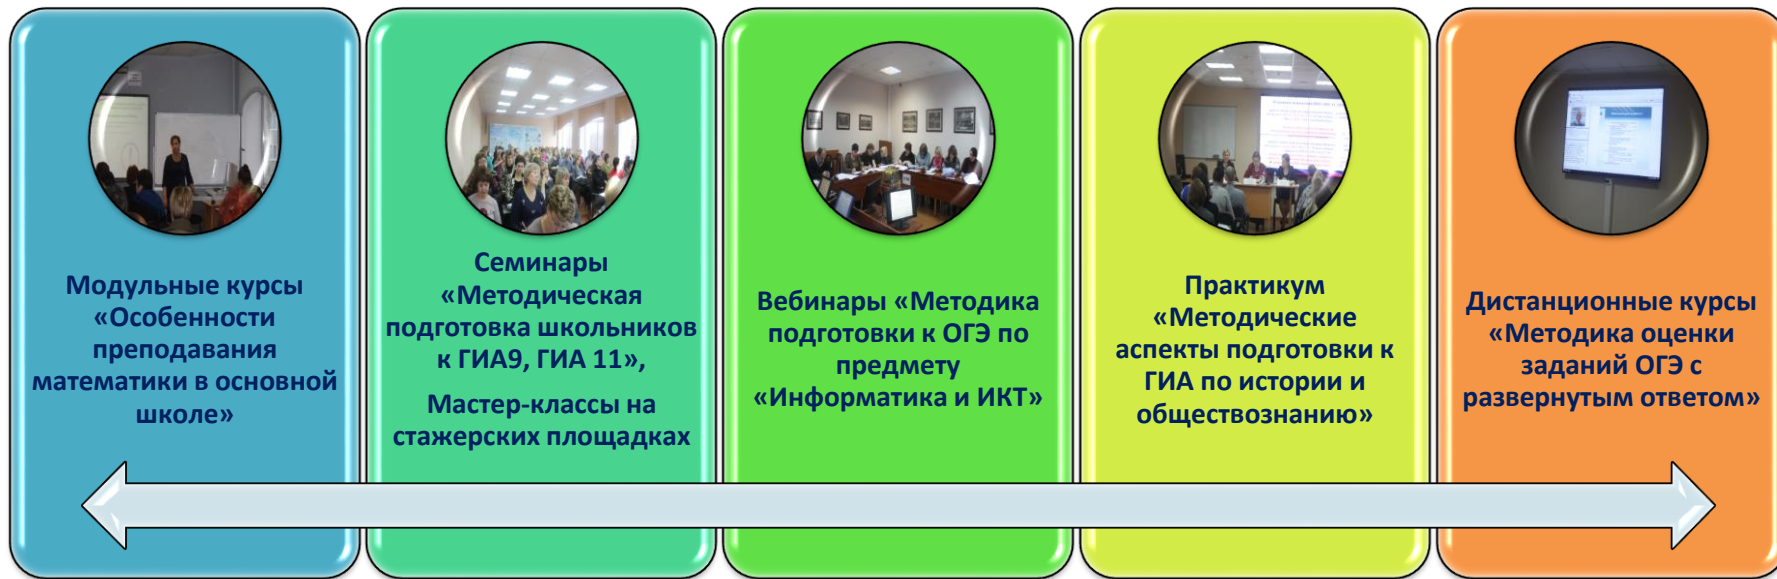 Модульные курсы
«Особенности
преподавания
математики в основной
школе»
Семинары
«Методическая
подготовка школьников
к ГИА9, ГИА 11»,
Мастер-классы на
стажерских площадках
Вебинары «Методика
подготовки к ОГЭ по
предмету
«Информатика и ИКТ»
Практикум
«Методические
аспекты подготовки к
ГИА по истории и
обществознанию»
Дистанционные курсы
«Методика оценки
заданий ОГЭ с
развернутым ответом»